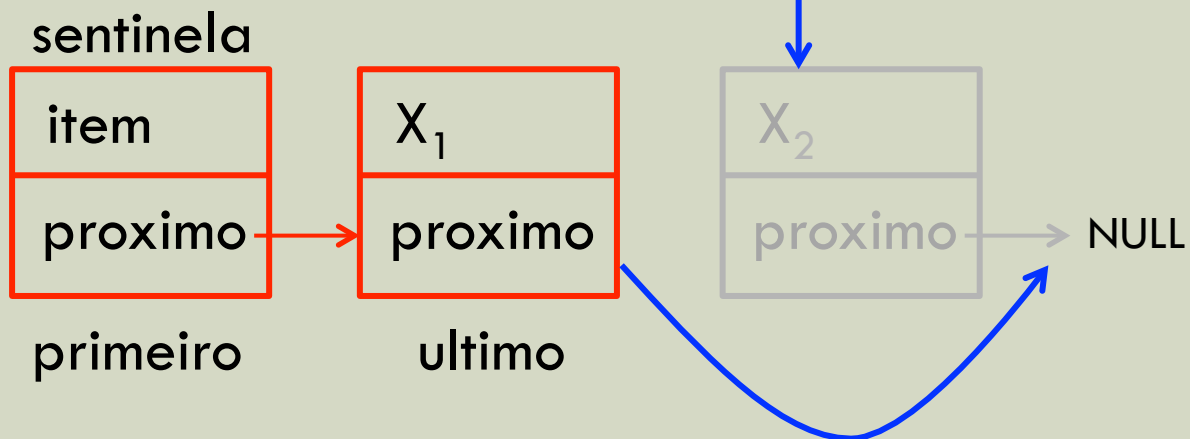 sentinela
item X₁ X₂
proximo proximo proximo NULL
primeiro ultimo